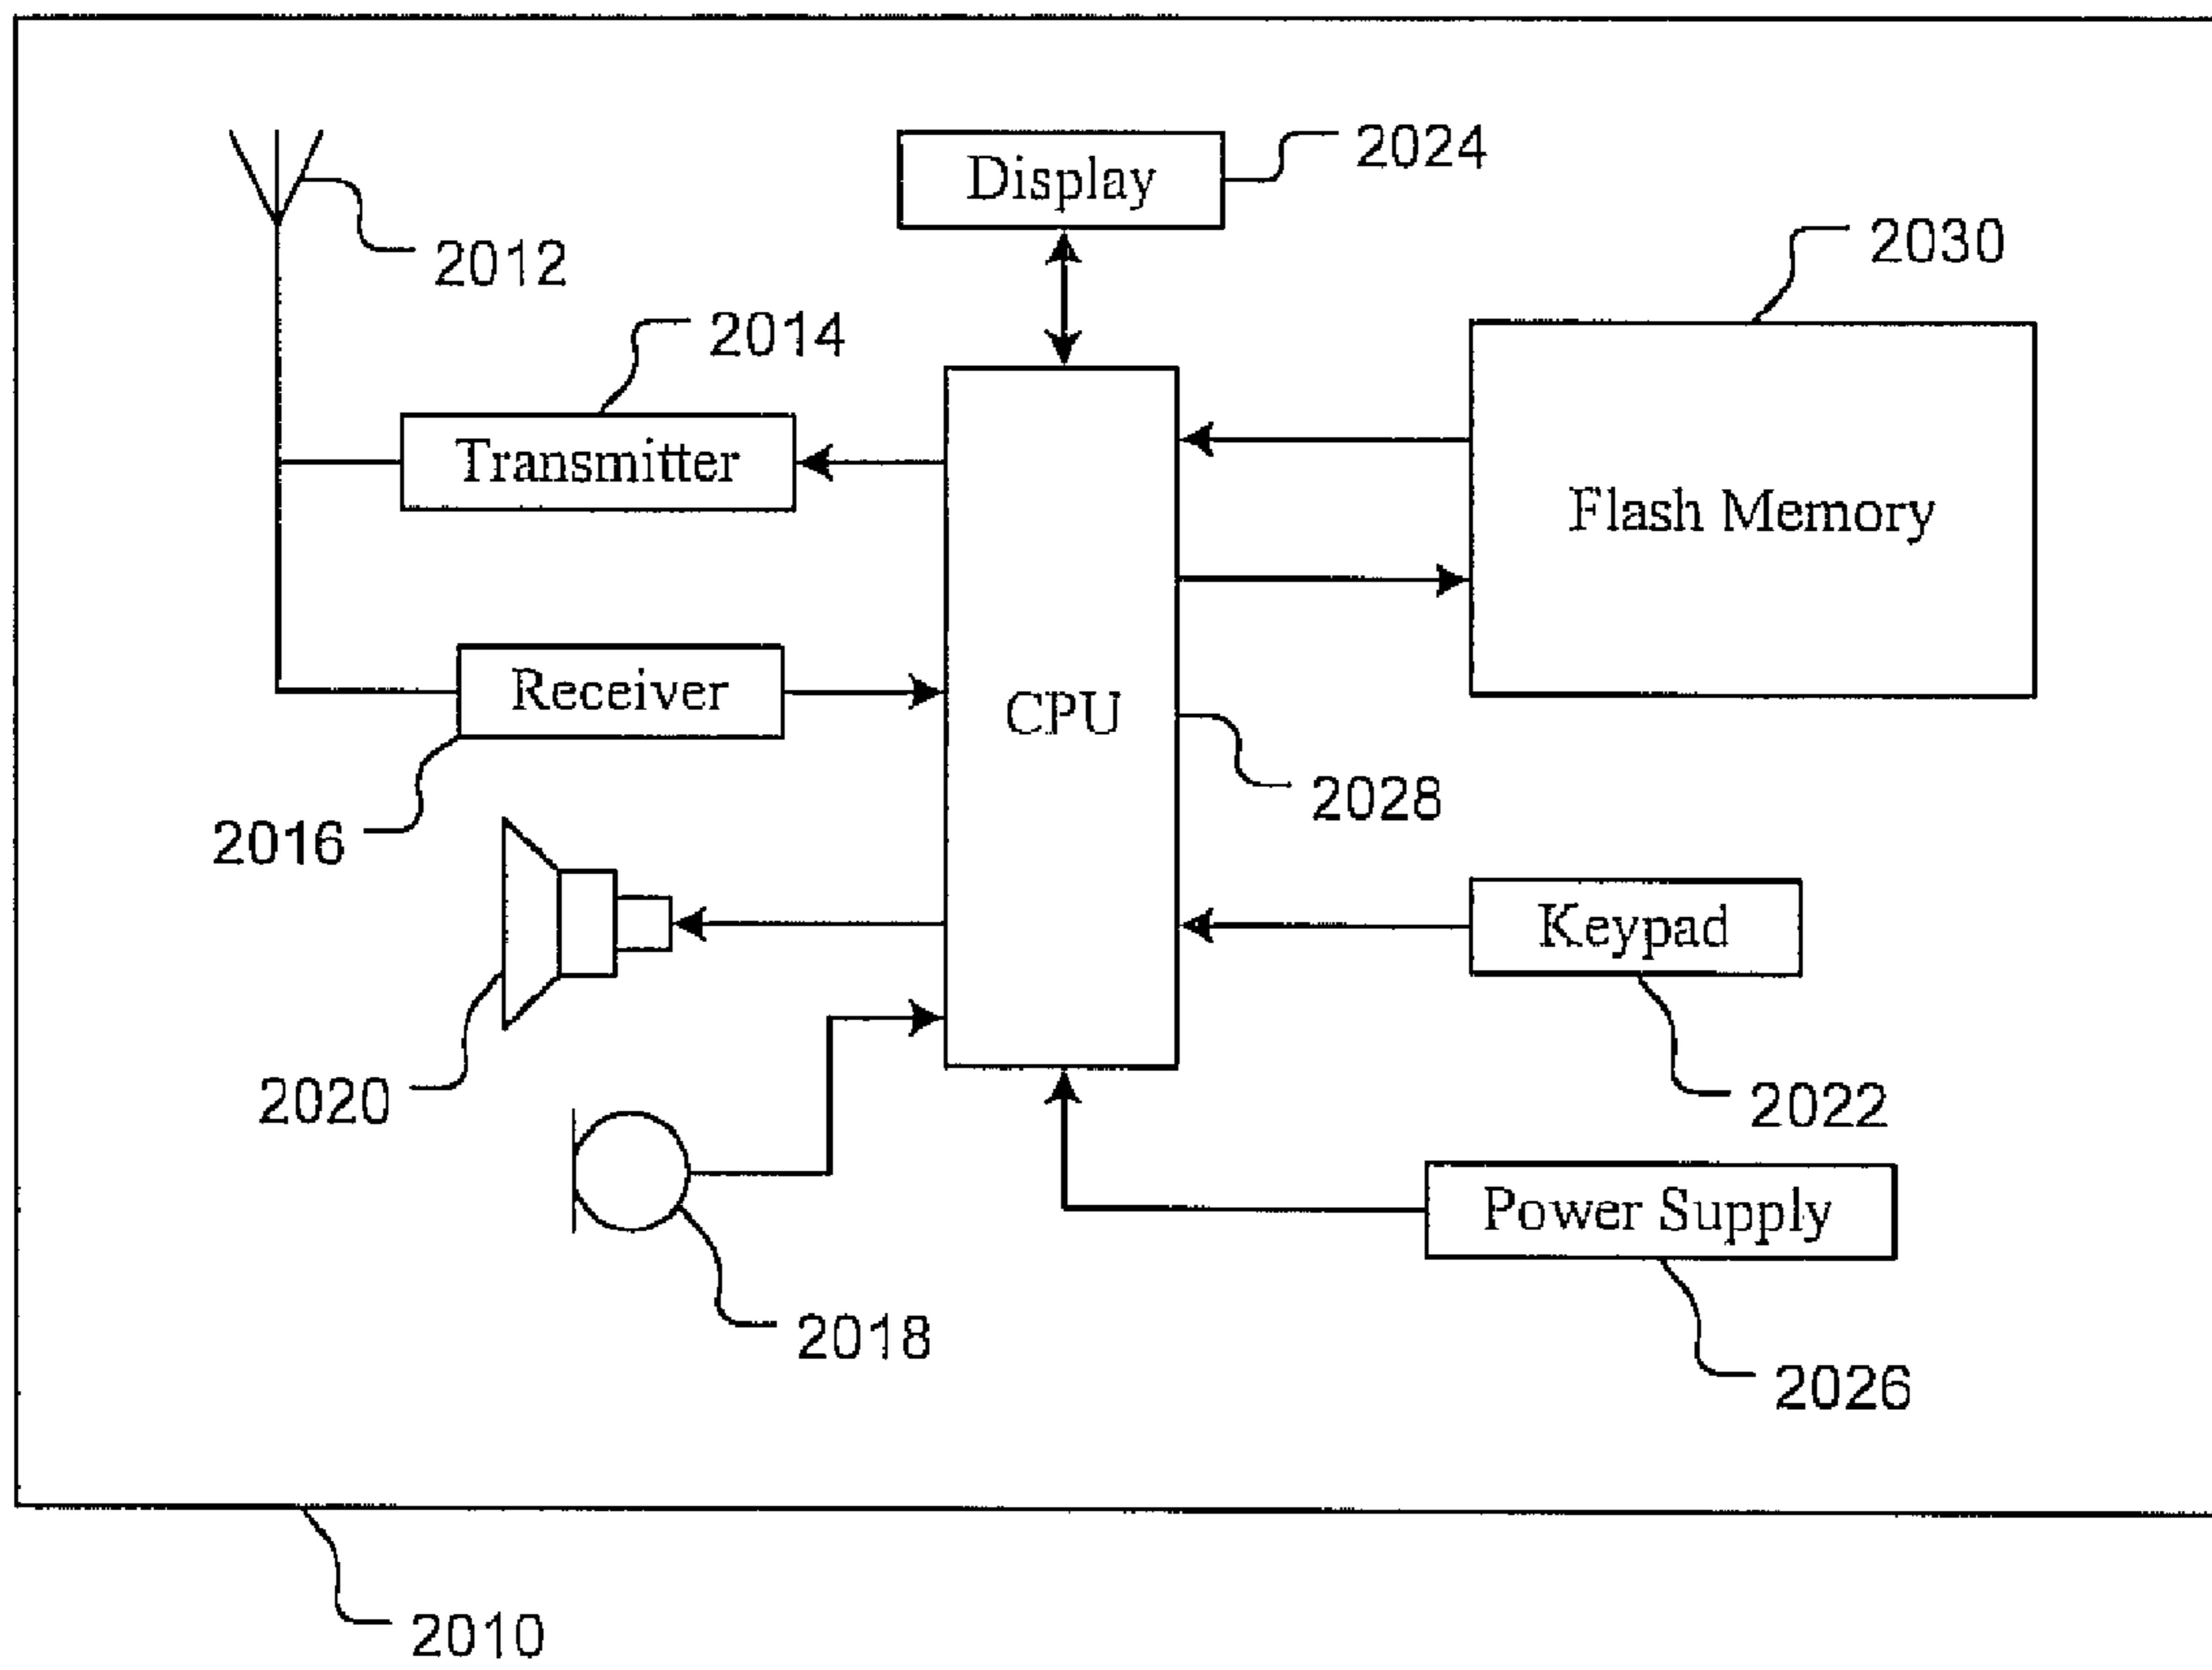 Display
2024
2012
2030
2014
Transmitter
Flash Memory
Receiver
CPU
2028
2016
Keypad
2020
2022
Power Supply
2018
2026
2010